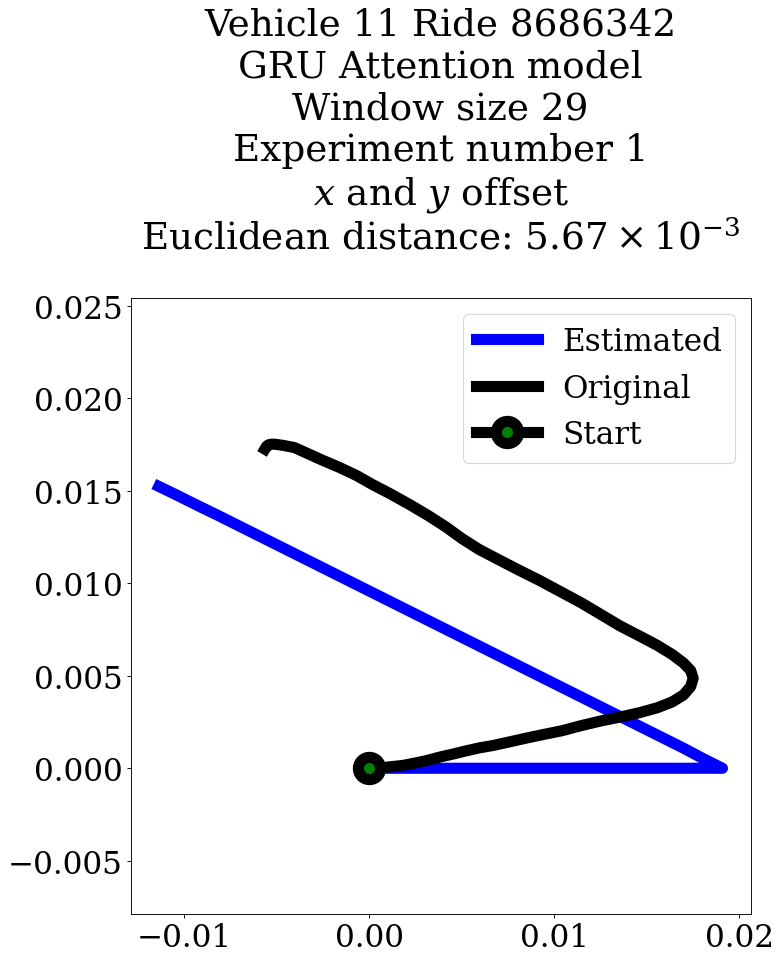 Vehicle 11 Ride 8686342
GRU Attention model
Window size 29
Experiment number 1
x and y offset
Euclidean distance: 5.67 × 10⁻³
0.025
0.020
0.015
0.010
0.005
0.000
−0.005
Estimated
Original
Start
−0.01 0.00 0.01 0.02